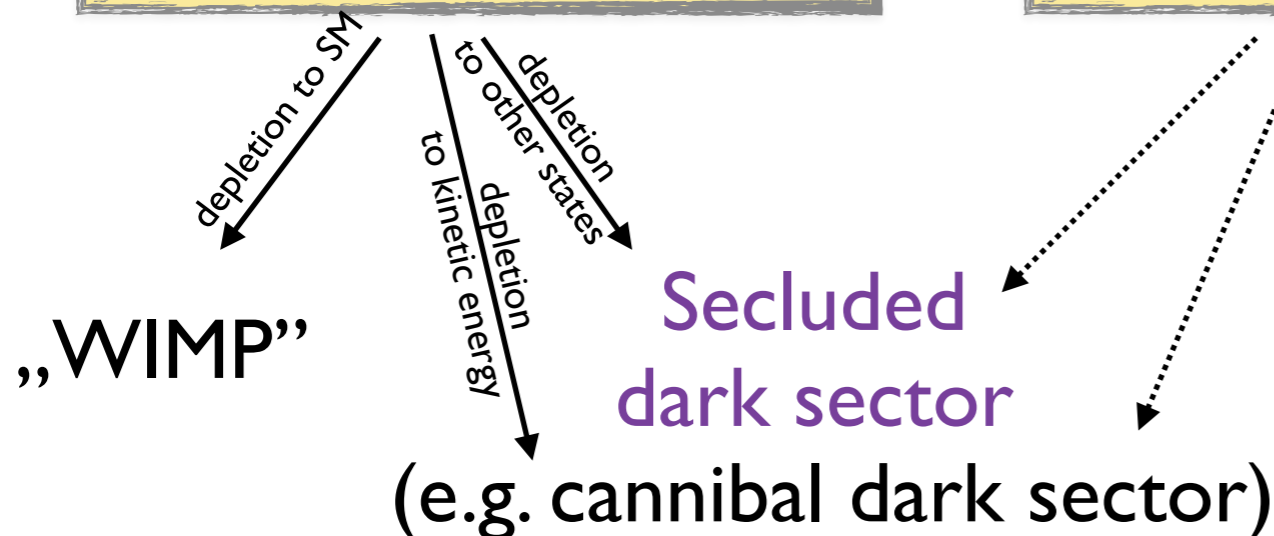 depletion to SM
depletion
to other states
depletion
to kinetic energy
„WIMP”
Secluded
dark sector
(e.g. cannibal dark sector)